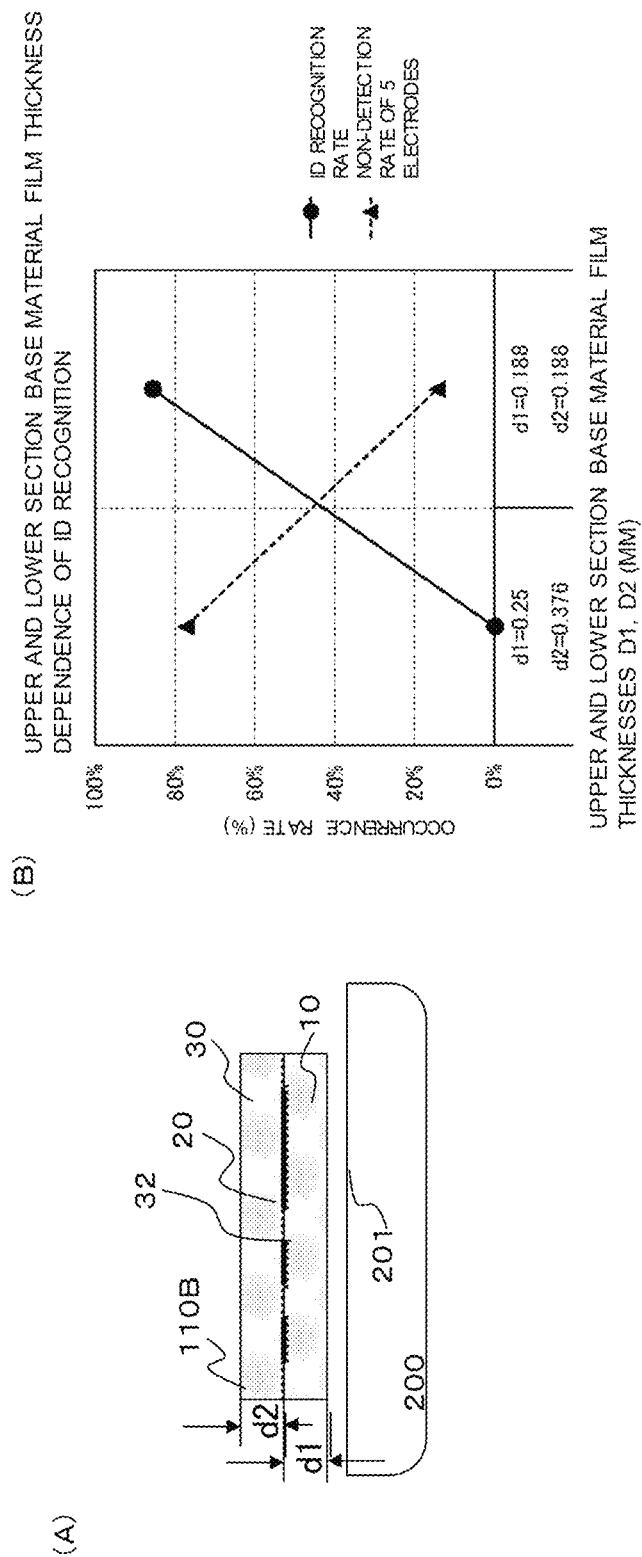 (A)
110B
32
20
30
10
d2
d1
201
200
(B)
UPPER AND LOWER SECTION BASE MATERIAL FILM THICKNESS
DEPENDENCE OF ID RECOGNITION
OCCURRENCE RATE (%)
100%
80%
60%
40%
20%
0%
d1=0.25
d2=0.376
d1=0.188
d2=0.188
UPPER AND LOWER SECTION BASE MATERIAL FILM
THICKNESSES D1, D2 (MM)
ID RECOGNITION
RATE
NON-DETECTION
RATE OF 5
ELECTRODES